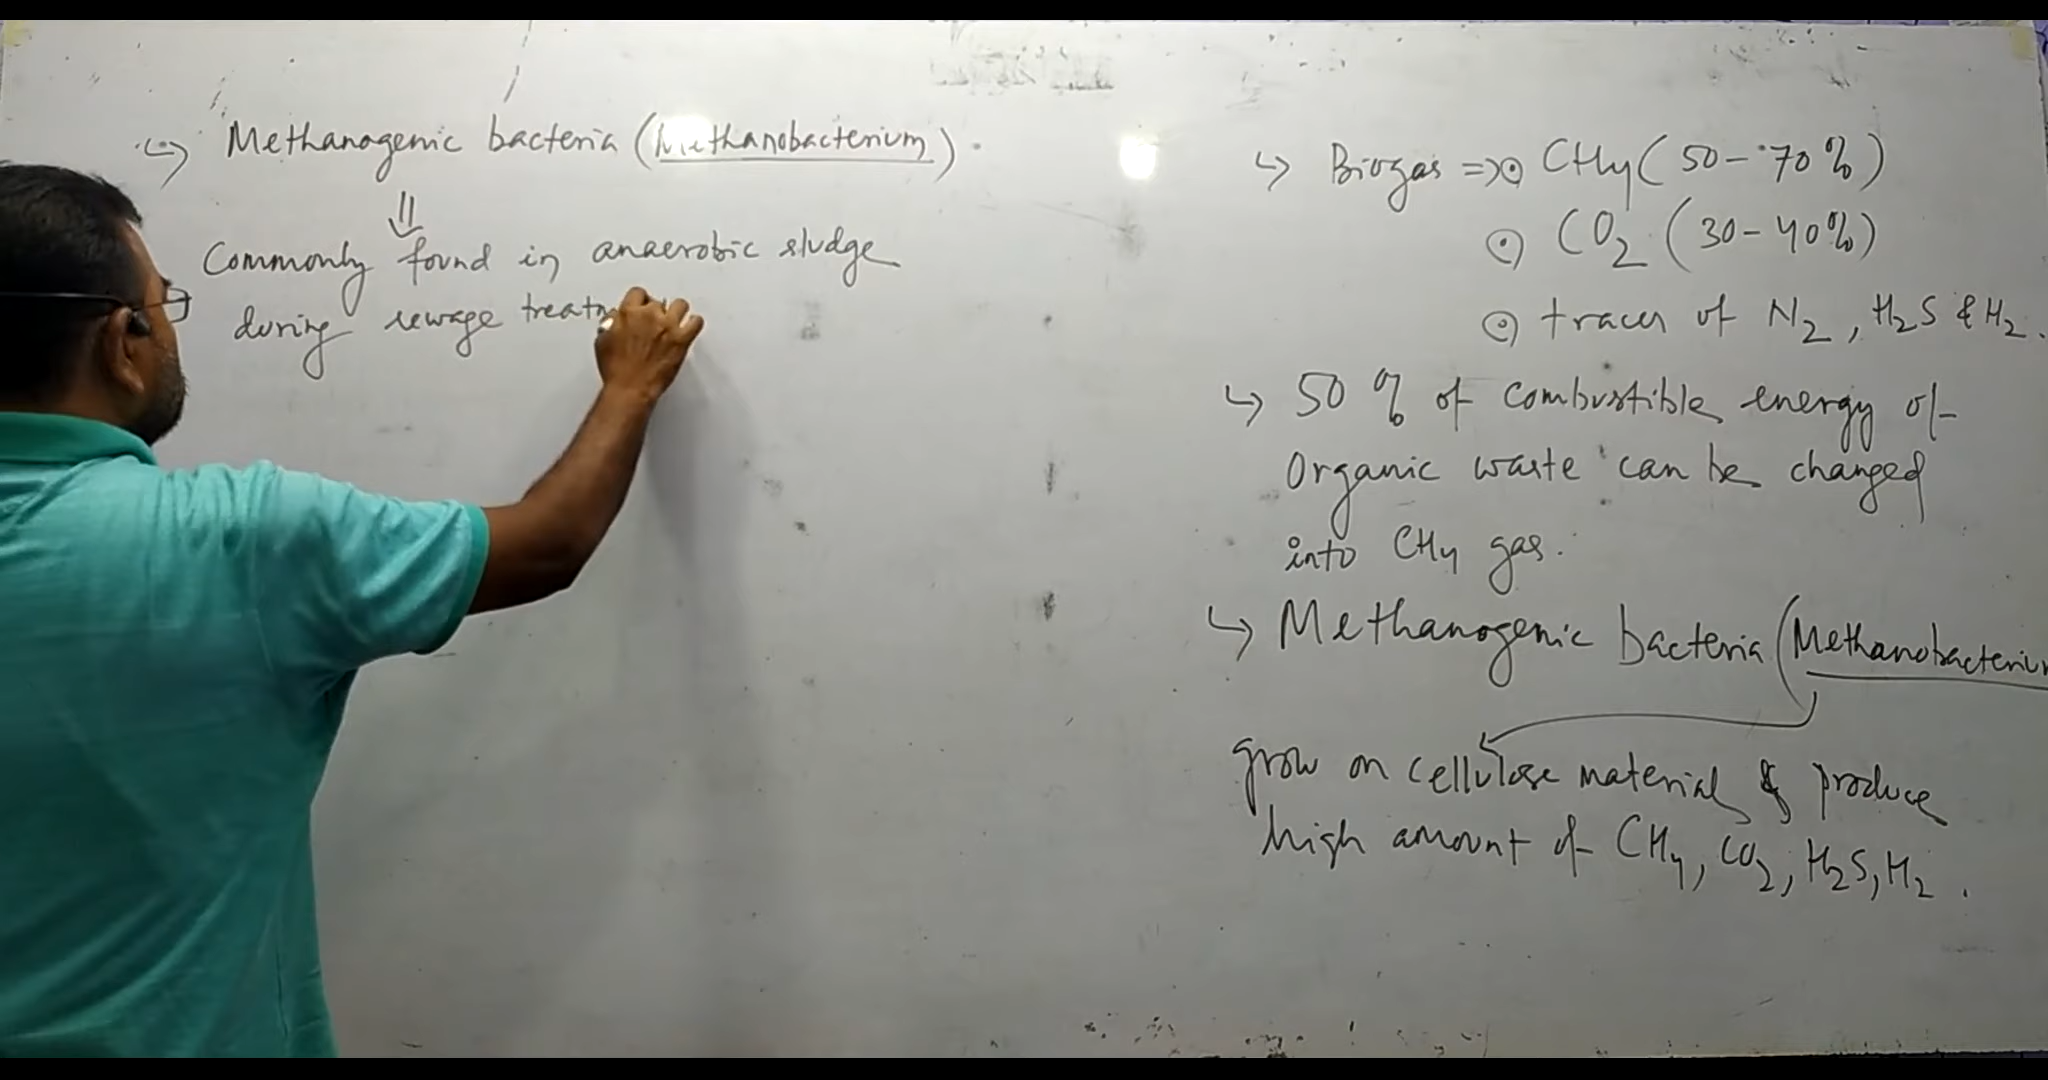 ↳ Methanogenic bacteria (Methanobacterium).
⇓
Commonly found in anaerobic sludge
during sewage treatm
↳ Biogas => ⊙ CH4 (50-70%)
⊙ CO2 (30-40%)
⊙ traces of N2, H2S & H2.
↳ 50% of combustible energy of
Organic waste can be changed
into CH4 gas.
↳ Methanogenic bacteria (Methanobacterium
grow on cellulose material & produce
high amount of CH4, CO2, H2S, H2.